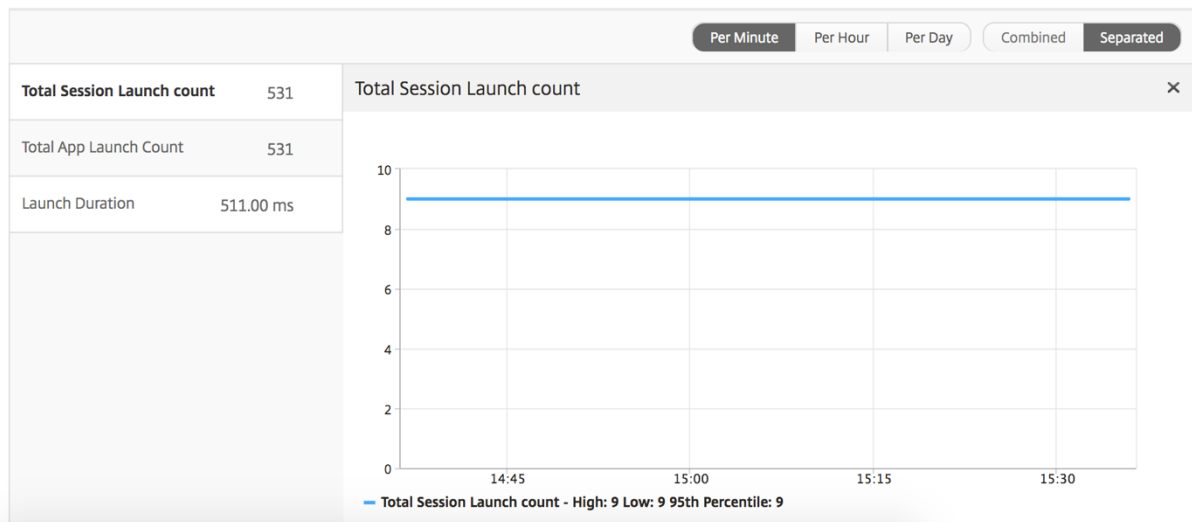 Per Minute Per Hour Per Day Combined Separated
Total Session Launch count 531
Total App Launch Count 531
Launch Duration 511.00 ms
Total Session Launch count ×
10
8
6
4
2
0
14:45 15:00 15:15 15:30
Total Session Launch count - High: 9 Low: 9 95th Percentile: 9